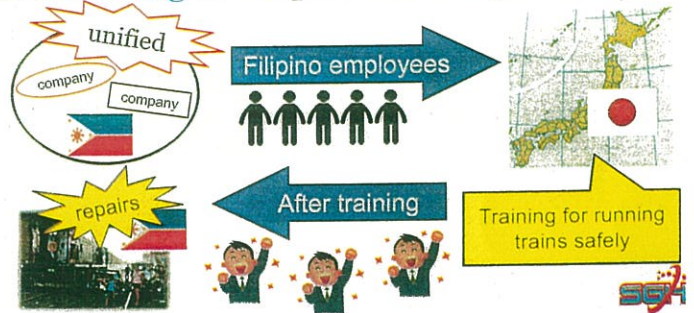 unified
company
company
Filipino employees
repairs
After training
Training for running
trains safely
SGH